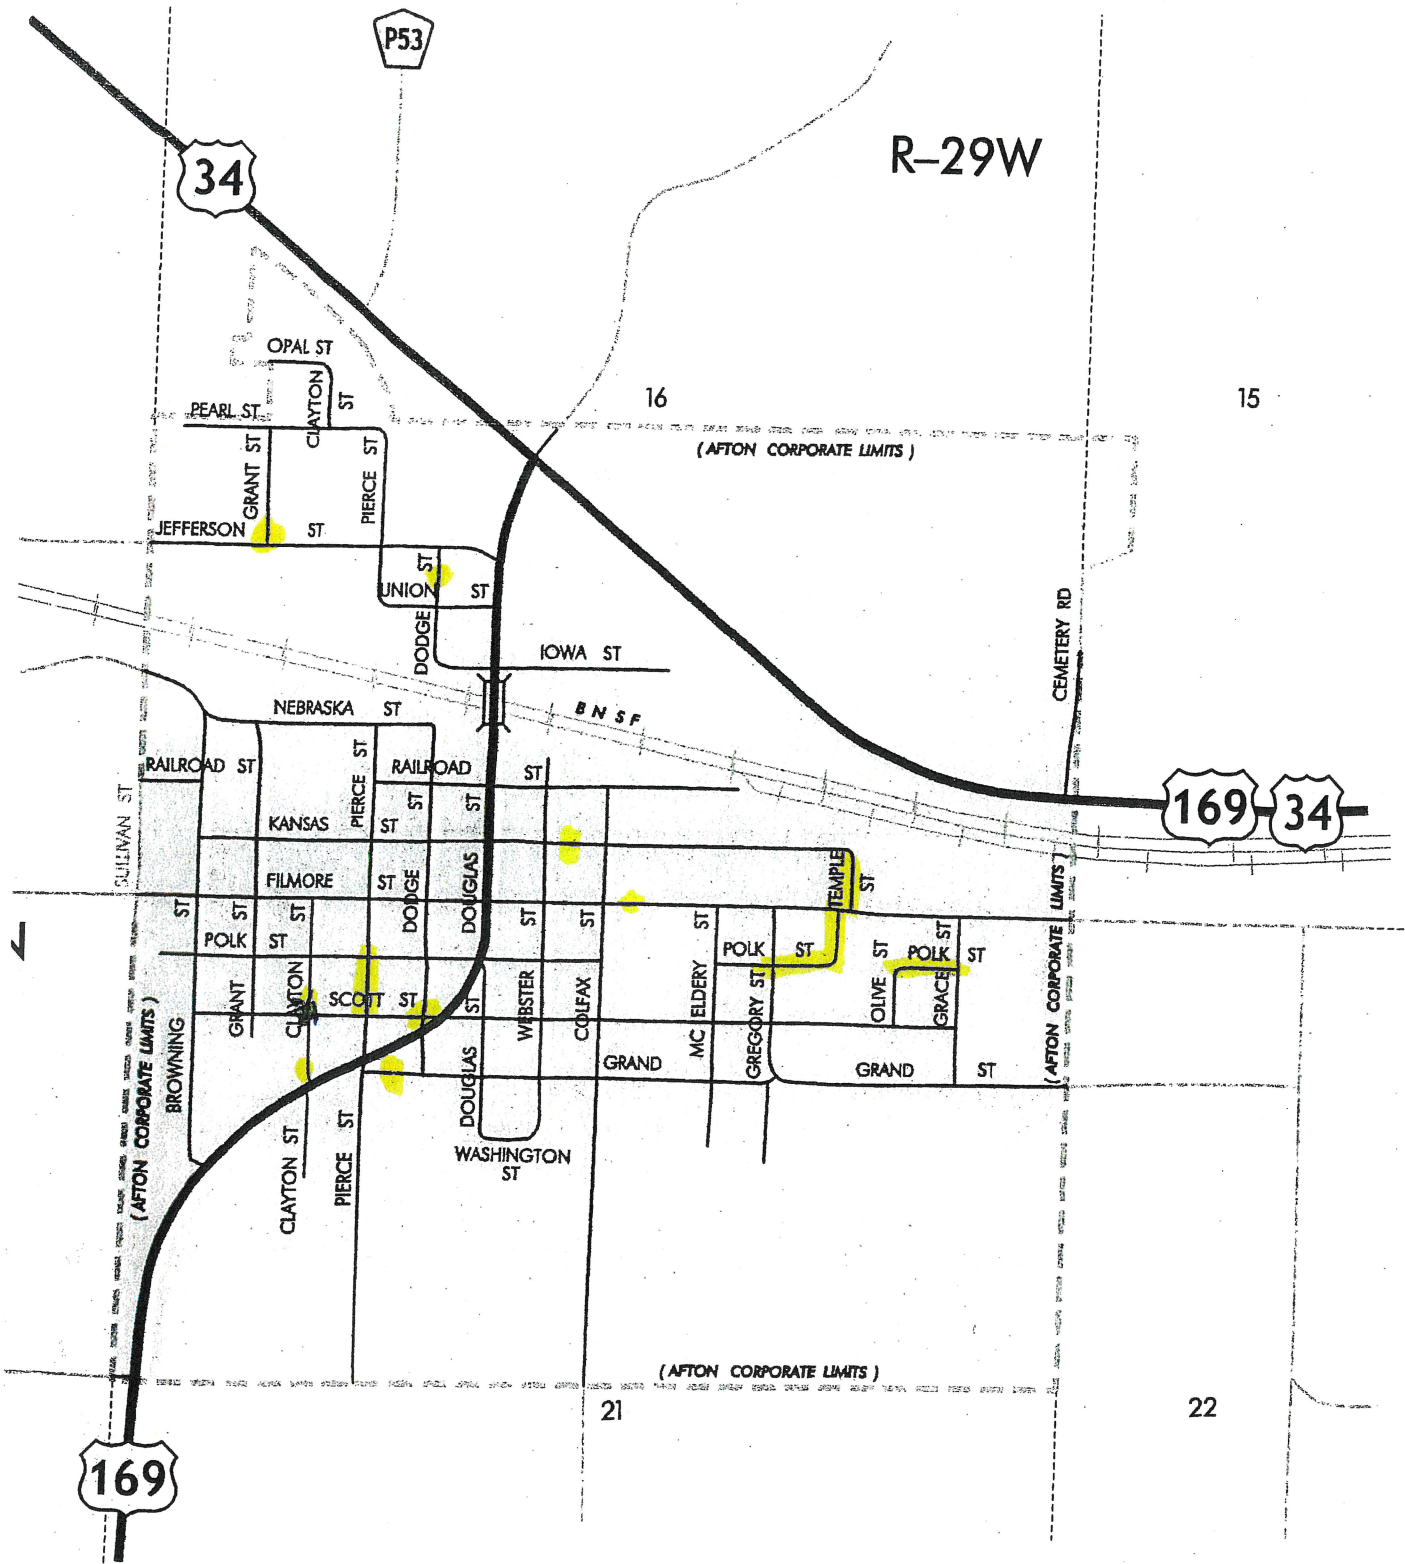 P53
R–29W
34
OPAL ST
CLAYTON ST
PEARL ST
16
15
GRANT ST
PIERCE ST
( AFTON CORPORATE LIMITS )
JEFFERSON ST
ST
UNION ST
DODGE
CEMETERY RD
IOWA ST
NEBRASKA ST
BNSF
RAILROAD ST
PIERCE ST
RAILROAD ST
SULLIVAN ST
ST
ST
169
34
KANSAS ST
DOUGLAS
TEMPLE ST
FILMORE ST
DODGE
ST
ST
ST
ST
ST
ST
ST
ST
POLK ST
POLK ST
OLIVE ST
POLK ST
GRANT
CLAYTON
SCOTT ST
ST
WEBSTER
COLFAX
MC ELDERY
GREGORY ST
GRACE
( AFTON CORPORATE LIMITS )
( AFTON CORPORATE LIMITS )
BROWNING
DOUGLAS
GRAND
GRAND ST
CLAYTON ST
PIERCE ST
WASHINGTON
ST
( AFTON CORPORATE LIMITS )
21
22
169